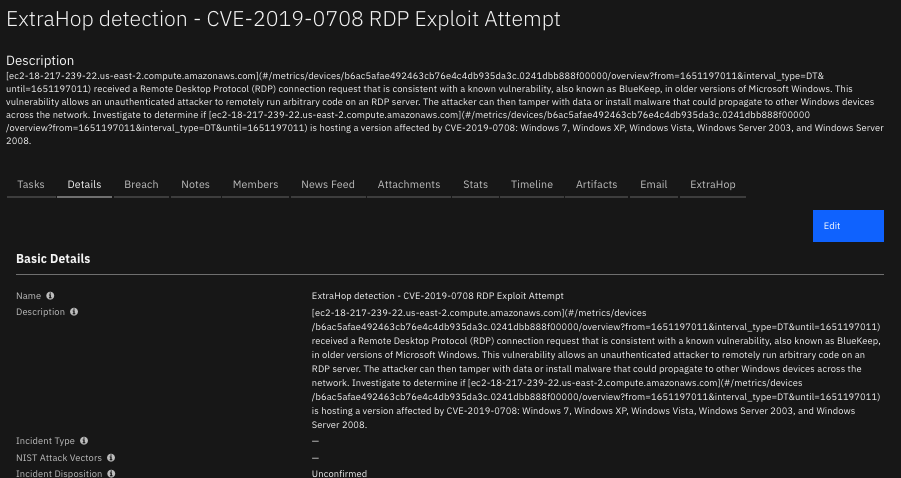 ExtraHop detection - CVE-2019-0708 RDP Exploit Attempt
Description
[ec2-18-217-239-22.us-east-2.compute.amazonaws.com](#/metrics/devices/b6ac5afae492463cb76e4c4db935da3c.0241dbb888f00000/overview?from=1651197011&interval_type=DT&
until=1651197011) received a Remote Desktop Protocol (RDP) connection request that is consistent with a known vulnerability, also known as BlueKeep, in older versions of Microsoft Windows. This
vulnerability allows an unauthenticated attacker to remotely run arbitrary code on an RDP server. The attacker can then tamper with data or install malware that could propagate to other Windows devices
across the network. Investigate to determine if [ec2-18-217-239-22.us-east-2.compute.amazonaws.com](#/metrics/devices/b6ac5afae492463cb76e4c4db935da3c.0241dbb888f00000
/overview?from=1651197011&interval_type=DT&until=1651197011) is hosting a version affected by CVE-2019-0708: Windows 7, Windows XP, Windows Vista, Windows Server 2003, and Windows Server
2008.
Tasks Details Breach Notes Members News Feed Attachments Stats Timeline Artifacts Email ExtraHop
Edit
Basic Details
Name ExtraHop detection - CVE-2019-0708 RDP Exploit Attempt
Description [ec2-18-217-239-22.us-east-2.compute.amazonaws.com](#/metrics/devices
/b6ac5afae492463cb76e4c4db935da3c.0241dbb888f00000/overview?from=1651197011&interval_type=DT&until=1651197011)
received a Remote Desktop Protocol (RDP) connection request that is consistent with a known vulnerability, also known as BlueKeep,
in older versions of Microsoft Windows. This vulnerability allows an unauthenticated attacker to remotely run arbitrary code on an
RDP server. The attacker can then tamper with data or install malware that could propagate to other Windows devices across the
network. Investigate to determine if [ec2-18-217-239-22.us-east-2.compute.amazonaws.com](#/metrics/devices
/b6ac5afae492463cb76e4c4db935da3c.0241dbb888f00000/overview?from=1651197011&interval_type=DT&until=1651197011)
is hosting a version affected by CVE-2019-0708: Windows 7, Windows XP, Windows Vista, Windows Server 2003, and Windows
Server 2008.
Incident Type —
NIST Attack Vectors —
Incident Disposition Unconfirmed